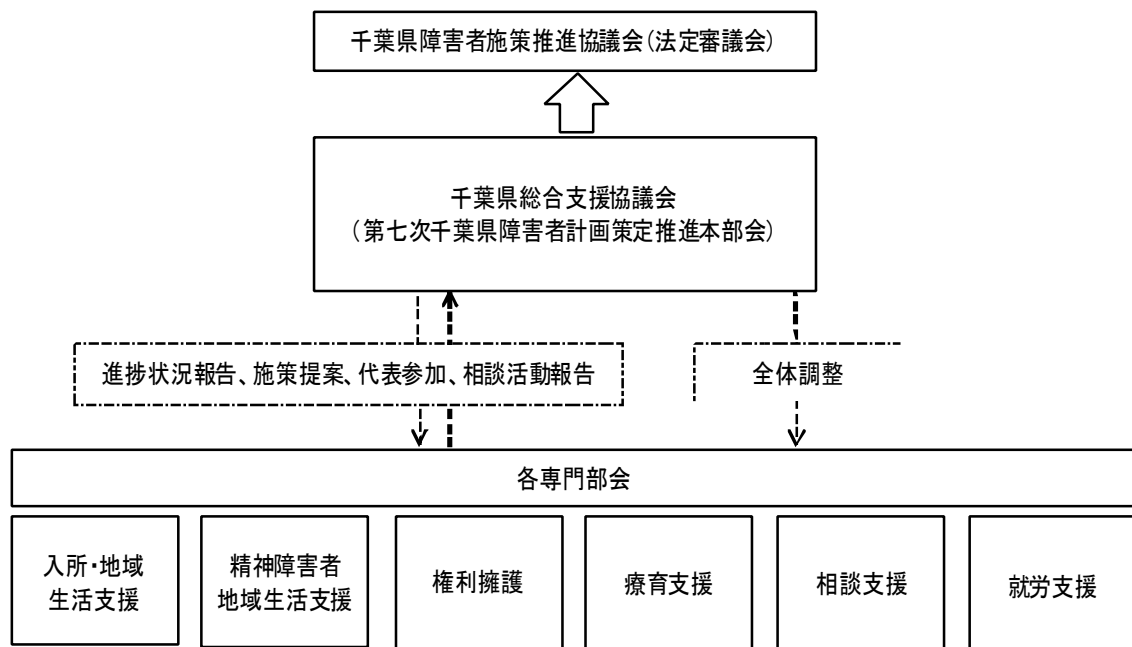 千葉県障害者施策推進協議会(法定審議会)
千葉県総合支援協議会
(第七次千葉県障害者計画策定推進本部会)
進捗状況報告、施策提案、代表参加、相談活動報告
全体調整
各専門部会
入所・地域
生活支援
精神障害者
地域生活支援
権利擁護
療育支援
相談支援
就労支援